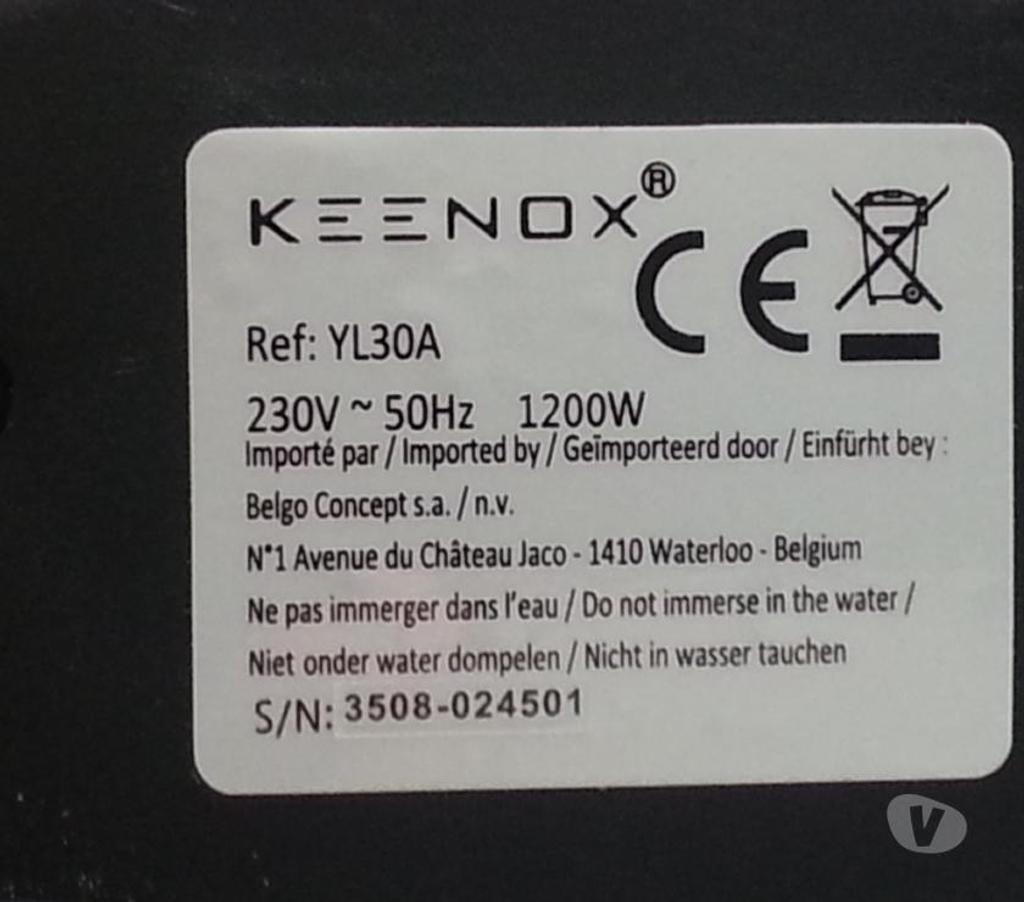 KEENOX®
CE
Ref: YL30A
230V ~ 50Hz 1200W
Importé par / Imported by / Geïmporteerd door / Einfürht bey :
Belgo Concept s.a. / n.v.
N°1 Avenue du Château Jaco - 1410 Waterloo - Belgium
Ne pas immerger dans l'eau / Do not immerse in the water /
Niet onder water dompelen / Nicht in wasser tauchen
S/N: 3508-024501
V